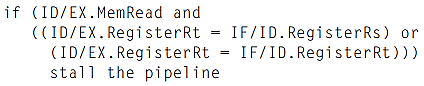 if (ID/EX.MemRead and
((ID/EX.RegisterRt = IF/ID.RegisterRs) or
(ID/EX.RegisterRt = IF/ID.RegisterRt)))
stall the pipeline